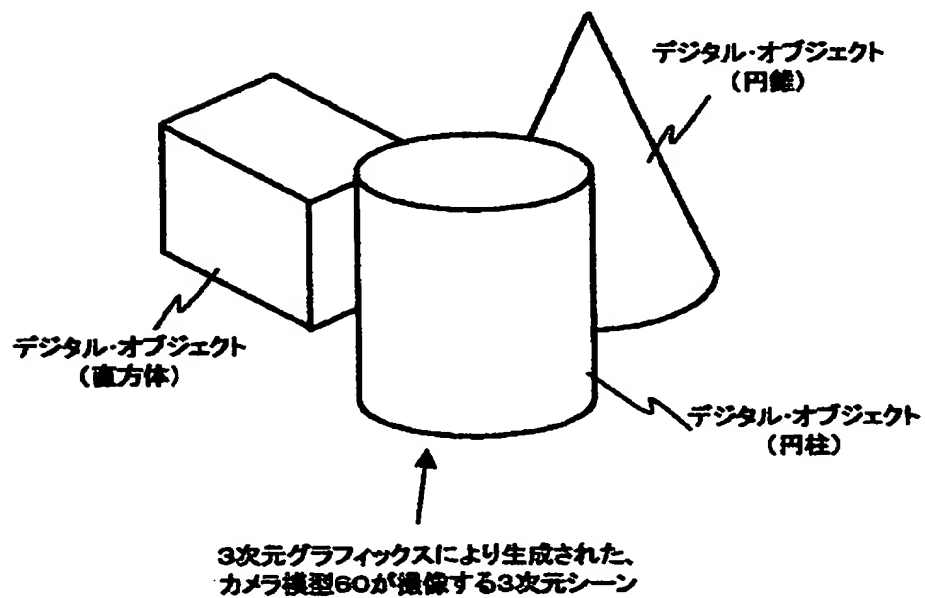 デジタル・オブジェクト
(円錐)
デジタル・オブジェクト
(直方体)
デジタル・オブジェクト
(円柱)
3次元グラフィックスにより生成された、
カメラ模型60が撮像する3次元シーン